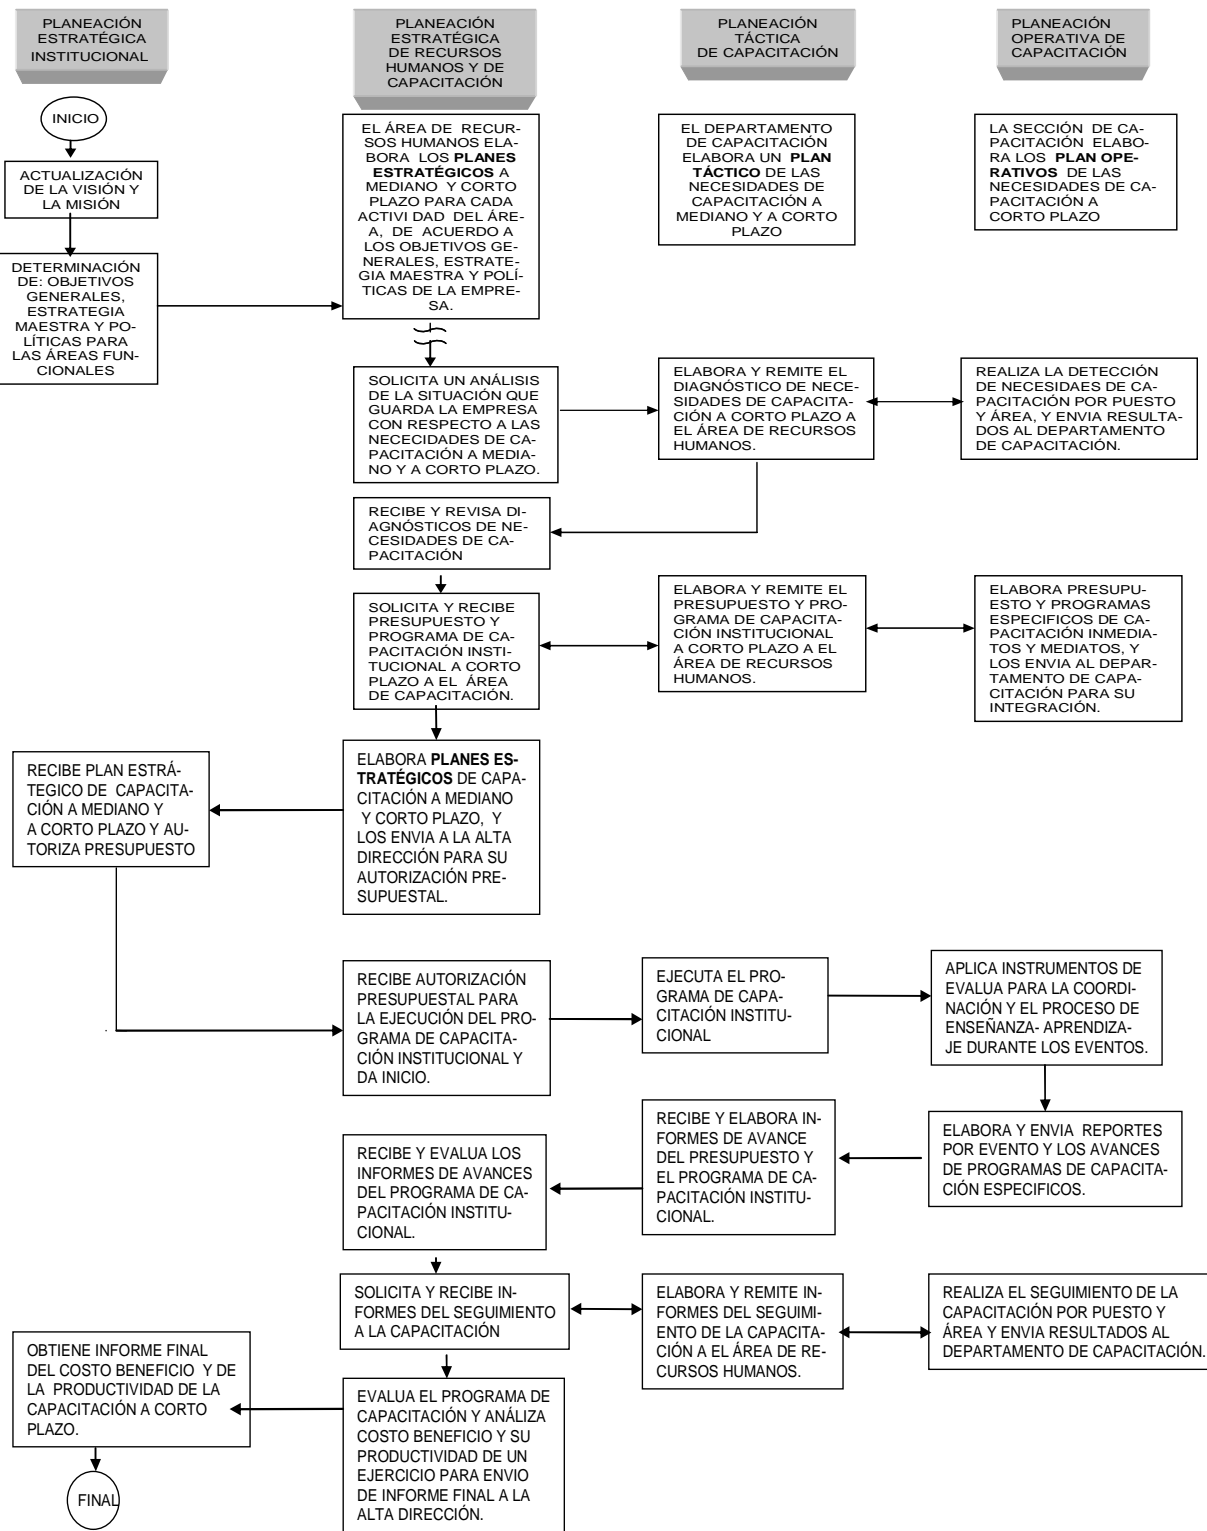 PLANEACIÓN
ESTRATÉGICA
INSTITUCIONAL
PLANEACIÓN
ESTRATÉGICA
DE RECURSOS
HUMANOS Y DE
CAPACITACIÓN
PLANEACIÓN
TÁCTICA
DE CAPACITACIÓN
PLANEACIÓN
OPERATIVA DE
CAPACITACIÓN
INICIO
ACTUALIZACIÓN
DE LA VISIÓN Y
LA MISIÓN
DETERMINACIÓN
DE: OBJETIVOS
GENERALES,
ESTRATEGIA
MAESTRA Y PO-
LÍTICAS PARA
LAS ÁREAS FUN-
CIONALES
EL ÁREA DE RECUR-
SOS HUMANOS ELA-
BORA LOS PLANES
ESTRATÉGICOS A
MEDIANO Y CORTO
PLAZO PARA CADA
ACTIVI DAD DEL ÁRE-
A, DE ACUERDO A
LOS OBJETIVOS GE-
NERALES, ESTRATE-
GIA MAESTRA Y POLÍ-
TICAS DE LA EMPRE-
SA.
EL DEPARTAMENTO
DE CAPACITACIÓN
ELABORA UN PLAN
TÁCTICO DE LAS
NECESIDADES DE
CAPACITACIÓN A
MEDIANO Y A CORTO
PLAZO
LA SECCIÓN DE CA-
PACITACIÓN ELABO-
RA LOS PLAN OPE-
RATIVOS DE LAS
NECESIDADES DE CA-
PACITACIÓN A
CORTO PLAZO
SOLICITA UN ANÁLISIS
DE LA SITUACIÓN QUE
GUARDA LA EMPRESA
CON RESPECTO A LAS
NECECIDADES DE CA-
PACITACIÓN A MEDIA-
NO Y A CORTO PLAZO.
ELABORA Y REMITE EL
DIAGNÓSTICO DE NECE-
SIDADES DE CAPACITA-
CIÓN A CORTO PLAZO A
EL ÁREA DE RECURSOS
HUMANOS.
REALIZA LA DETECCIÓN
DE NECESIDAES DE CA-
PACITACIÓN POR PUESTO
Y ÁREA, Y ENVIA RESULTA-
DOS AL DEPARTAMENTO
DE CAPACITACIÓN.
RECIBE Y REVISA DI-
AGNÓSTICOS DE NE-
CESIDADES DE CA-
PACITACIÓN
SOLICITA Y RECIBE
PRESUPUESTO Y
PROGRAMA DE CA-
PACITACIÓN INSTI-
TUCIONAL A CORTO
PLAZO A EL ÁREA
DE CAPACITACIÓN.
ELABORA Y REMITE EL
PRESUPUESTO Y PRO-
GRAMA DE CAPACITA-
CIÓN INSTITUCIONAL
A CORTO PLAZO A EL
ÁREA DE RECURSOS
HUMANOS.
ELABORA PRESUPU-
ESTO Y PROGRAMAS
ESPECIFICOS DE CA-
PACITACIÓN INMEDIA-
TOS Y MEDIATOS, Y
LOS ENVIA AL DEPAR-
TAMENTO DE CAPA-
CITACIÓN PARA SU
INTEGRACIÓN.
RECIBE PLAN ESTRÁ-
TEGICO DE CAPACITA-
CIÓN A MEDIANO Y
A CORTO PLAZO Y AU-
TORIZA PRESUPUESTO
ELABORA PLANES ES-
TRATÉGICOS DE CAPA-
CITACIÓN A MEDIANO
Y CORTO PLAZO, Y
LOS ENVIA A LA ALTA
DIRECCIÓN PARA SU
AUTORIZACIÓN PRE-
SUPUESTAL.
RECIBE AUTORIZACIÓN
PRESUPUESTAL PARA
LA EJECUCIÓN DEL PRO-
GRAMA DE CAPACITA-
CIÓN INSTITUCIONAL Y
DA INICIO.
EJECUTA EL PRO-
GRAMA DE CAPA-
CITACIÓN INSTITU-
CIONAL
APLICA INSTRUMENTOS DE
EVALUA PARA LA COORDI-
NACIÓN Y EL PROCESO DE
ENSEÑANZA- APRENDIZA-
JE DURANTE LOS EVENTOS.
RECIBE Y EVALUA LOS
INFORMES DE AVANCES
DEL PROGRAMA DE CA-
PACITACIÓN INSTITU-
CIONAL.
RECIBE Y ELABORA IN-
FORMES DE AVANCE
DEL PRESUPUESTO Y
EL PROGRAMA DE CA-
PACITACIÓN INSTITU-
CIONAL.
ELABORA Y ENVIA REPORTES
POR EVENTO Y LOS AVANCES
DE PROGRAMAS DE CAPACITA-
CIÓN ESPECIFICOS.
SOLICITA Y RECIBE IN-
FORMES DEL SEGUIMIENTO
A LA CAPACITACIÓN
ELABORA Y REMITE IN-
FORMES DEL SEGUIMI-
ENTO DE LA CAPACITA-
CIÓN A EL ÁREA DE RE-
CURSOS HUMANOS.
REALIZA EL SEGUIMIENTO DE LA
CAPACITACIÓN POR PUESTO Y
ÁREA Y ENVIA RESULTADOS AL
DEPARTAMENTO DE CAPACITACIÓN.
OBTIENE INFORME FINAL
DEL COSTO BENEFICIO Y DE
LA PRODUCTIVIDAD DE LA
CAPACITACIÓN A CORTO
PLAZO.
EVALUA EL PROGRAMA DE
CAPACITACIÓN Y ANÁLIZA
COSTO BENEFICIO Y SU
PRODUCTIVIDAD DE UN
EJERCICIO PARA ENVIO
DE INFORME FINAL A LA
ALTA DIRECCIÓN.
FINAL